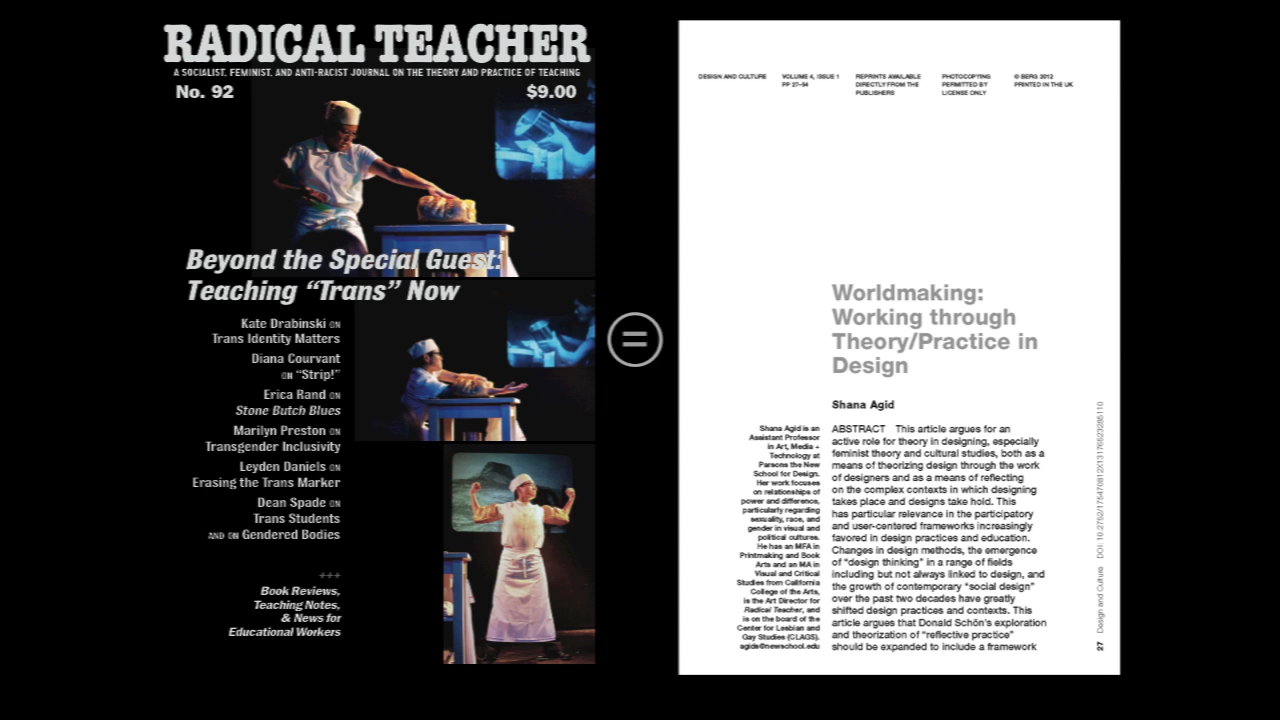 RADICAL TEACHER
A SOCIALIST, FEMINIST, AND ANTI-RACIST JOURNAL ON THE THEORY AND PRACTICE OF TEACHING
No. 92
$9.00
Beyond the Special Guest:
Teaching “Trans” Now
Kate Drabinski ON
Trans Identity Matters
Diana Courvant
ON “Strip!”
Erica Rand ON
Stone Butch Blues
Marilyn Preston ON
Transgender Inclusivity
Leyden Daniels ON
Erasing the Trans Marker
Dean Spade ON
Trans Students
AND ON Gendered Bodies
+++
Book Reviews,
Teaching Notes,
& News for
Educational Workers
=
DESIGN AND CULTURE
VOLUME 4, ISSUE 1
PP 27–54
REPRINTS AVAILABLE
DIRECTLY FROM THE
PUBLISHERS
PHOTOCOPYING
PERMITTED BY
LICENSE ONLY
© BERG 2012
PRINTED IN THE UK
Worldmaking:
Working through
Theory/Practice in
Design
Shana Agid
Shana Agid is an
Assistant Professor
in Art, Media +
Technology at
Parsons the New
School for Design.
Her work focuses
on relationships of
power and difference,
particularly regarding
sexuality, race, and
gender in visual and
political cultures.
He has an MFA in
Printmaking and Book
Arts and an MA in
Visual and Critical
Studies from California
College of the Arts,
is the Art Director for
Radical Teacher, and
is on the board of the
Center for Lesbian and
Gay Studies (CLAGS).
agids@newschool.edu
ABSTRACT This article argues for an
active role for theory in designing, especially
feminist theory and cultural studies, both as a
means of theorizing design through the work
of designers and as a means of reflecting
on the complex contexts in which designing
takes place and designs take hold. This
has particular relevance in the participatory
and user-centered frameworks increasingly
favored in design practices and education.
Changes in design methods, the emergence
of “design thinking” in a range of fields
including but not always linked to design, and
the growth of contemporary “social design”
over the past two decades have greatly
shifted design practices and contexts. This
article argues that Donald Schön's exploration
and theorization of “reflective practice”
should be expanded to include a framework
27 Design and Culture DOI: 10.2752/175470812X13176523285110